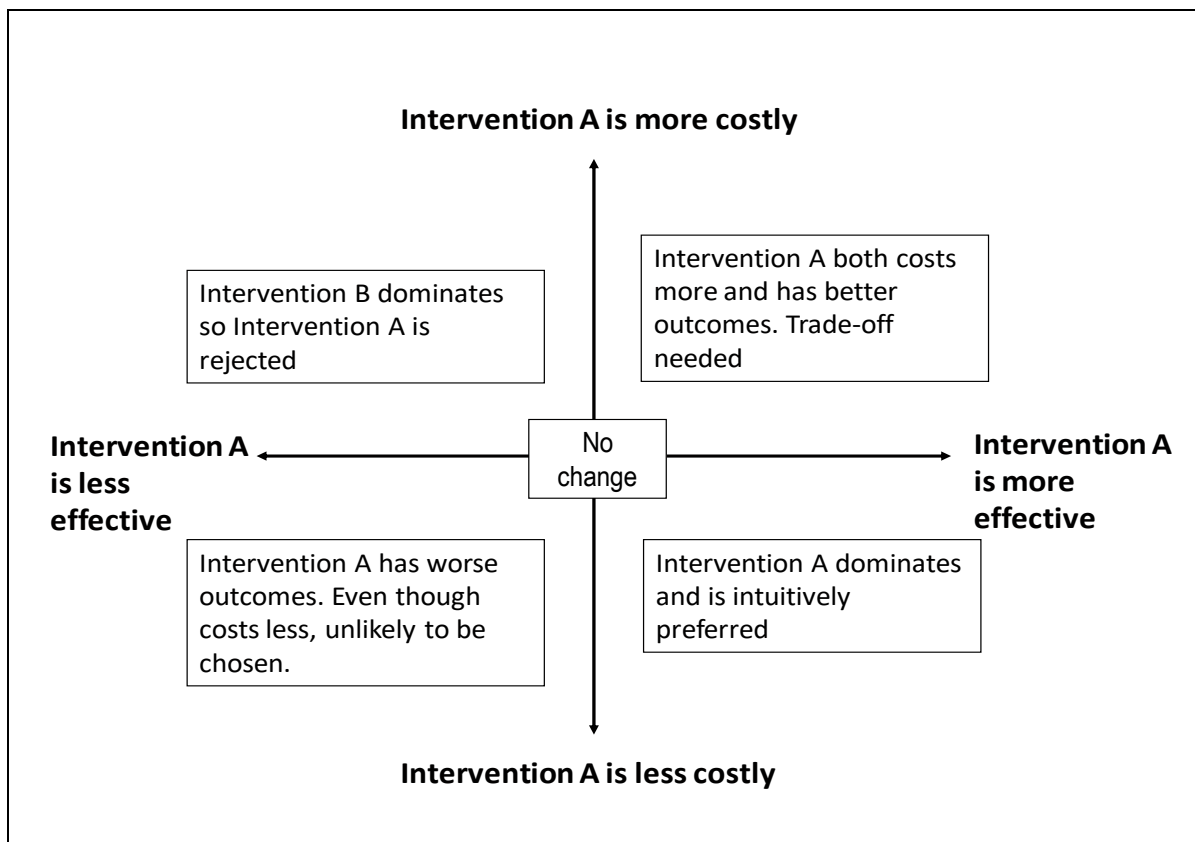 Intervention A is more costly
Intervention B dominates
so Intervention A is
rejected
Intervention A both costs
more and has better
outcomes. Trade-off
needed
Intervention A
is less
effective
No
change
Intervention A
is more
effective
Intervention A has worse
outcomes. Even though
costs less, unlikely to be
chosen.
Intervention A dominates
and is intuitively
preferred
Intervention A is less costly